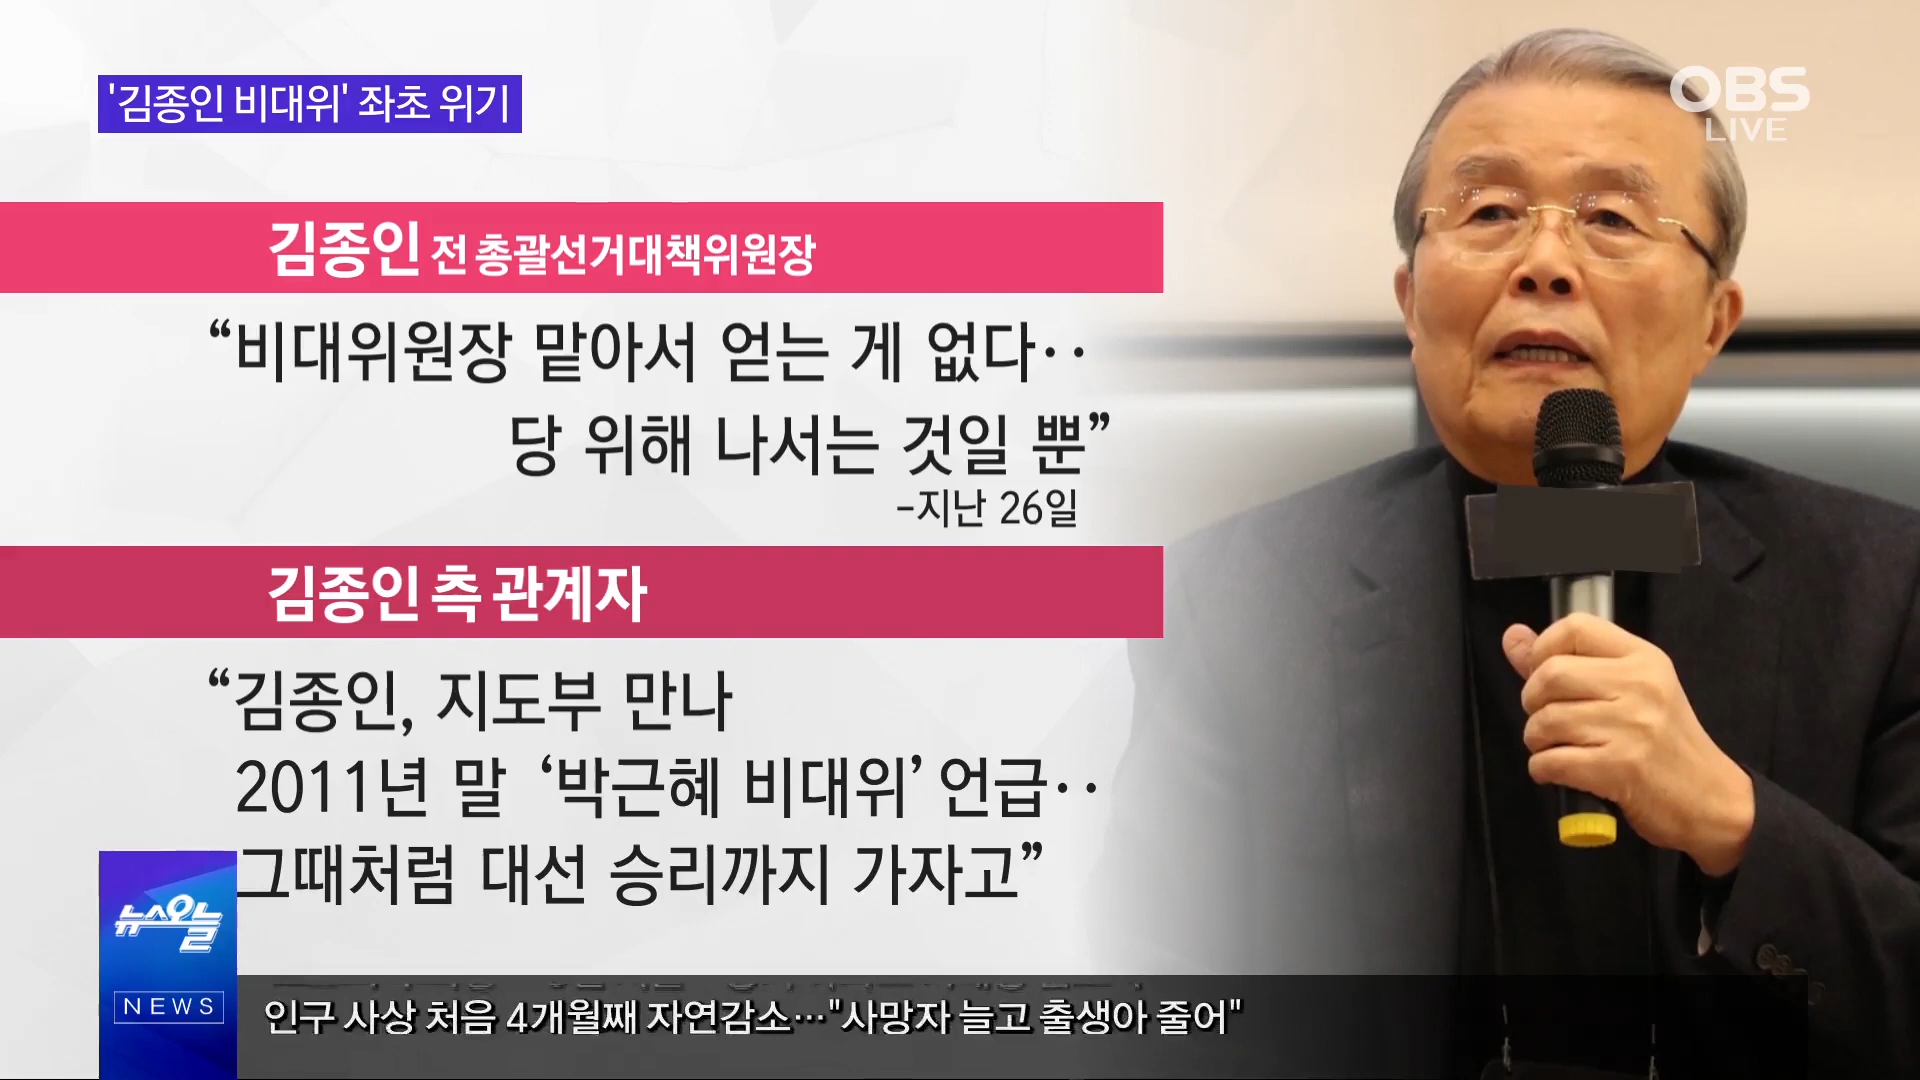 '김종인 비대위' 좌초 위기
OBS
LIVE
김종인 전 총괄선거대책위원장
“비대위원장 맡아서 얻는 게 없다‥
당 위해 나서는 것일 뿐”
-지난 26일
김종인 측 관계자
“김종인, 지도부 만나
2011년 말 ‘박근혜 비대위’ 언급‥
그때처럼 대선 승리까지 가자고”
뉴스오늘
NEWS
인구 사상 처음 4개월째 자연감소…"사망자 늘고 출생아 줄어"